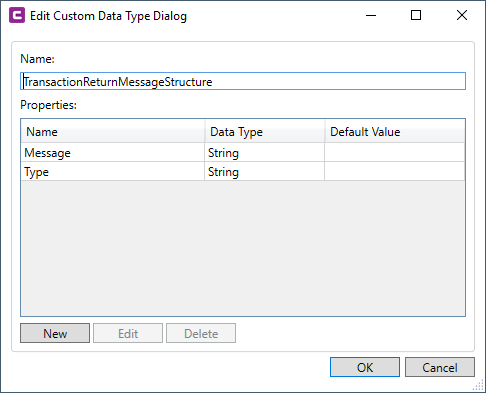 Edit Custom Data Type Dialog
Name:
TransactionReturnMessageStructure
Properties:
Name Data Type Default Value
Message String
Type String
New Edit Delete
OK Cancel